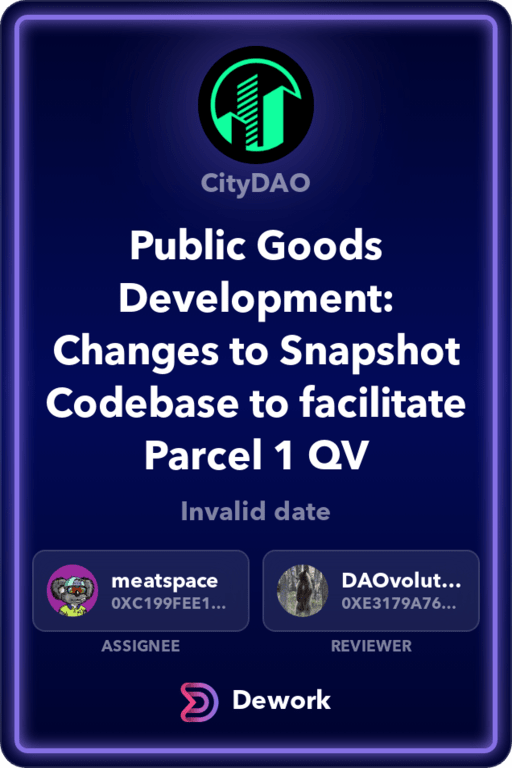 CityDAO
Public Goods
Development:
Changes to Snapshot
Codebase to facilitate
Parcel 1 QV
Invalid date
meatspace
0XC199FEE1...
DAOvolut...
0XE3179A76...
ASSIGNEE
REVIEWER
Dework